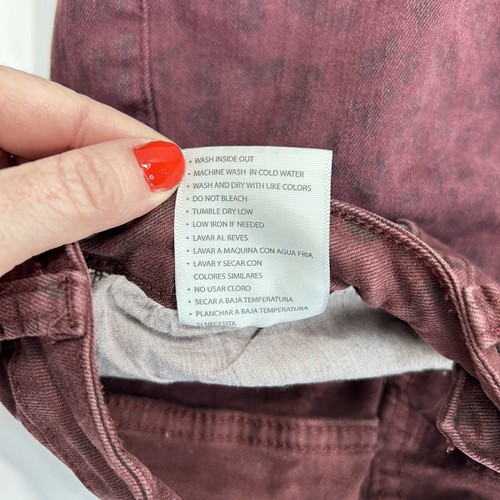 • WASH INSIDE OUT
• MACHINE WASH IN COLD WATER
• WASH AND DRY WITH LIKE COLORS
• DO NOT BLEACH
• TUMBLE DRY LOW
• LOW IRON IF NEEDED
• LAVAR AL REVES
• LAVAR A MAQUINA CON AGUA FRIA
• LAVAR Y SECAR CON
COLORES SIMILARES
• NO USAR CLORO
• SECAR A BAJA TEMPERATURA
• PLANCHAR A BAJA TEMPERATURA
SI NECESITA